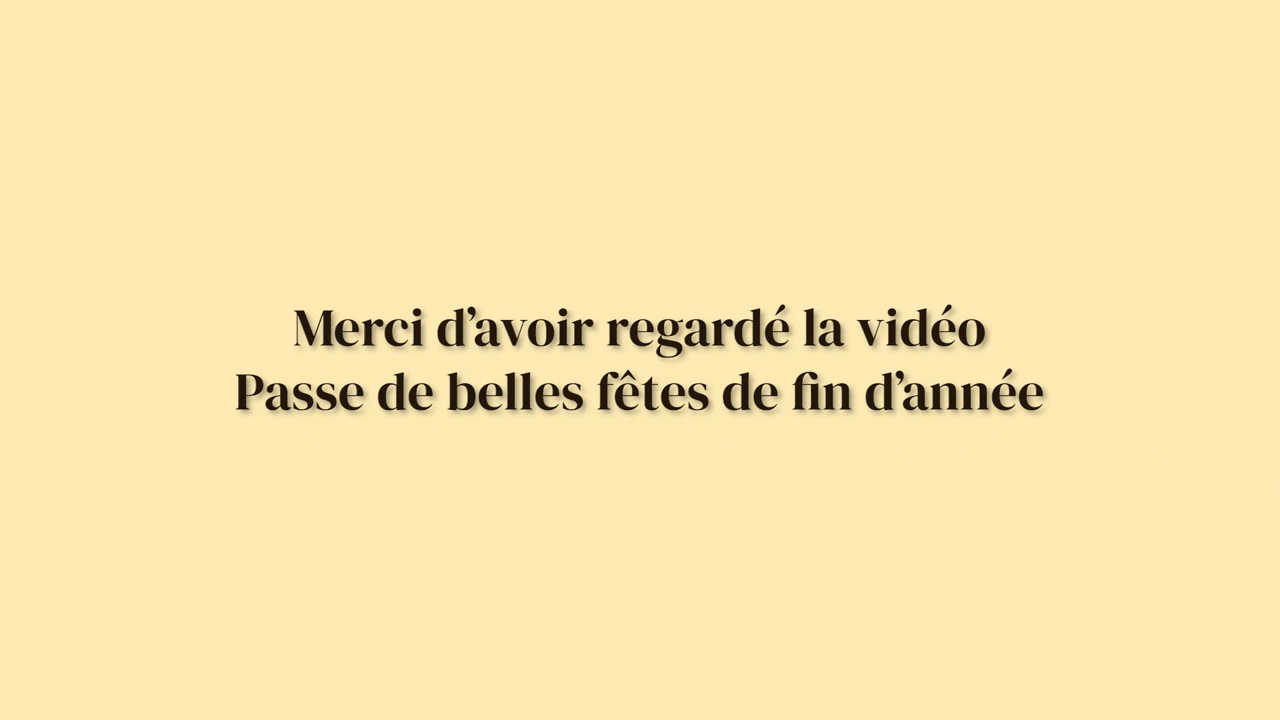 Merci d’avoir regardé la vidéo
Passe de belles fêtes de fin d’année